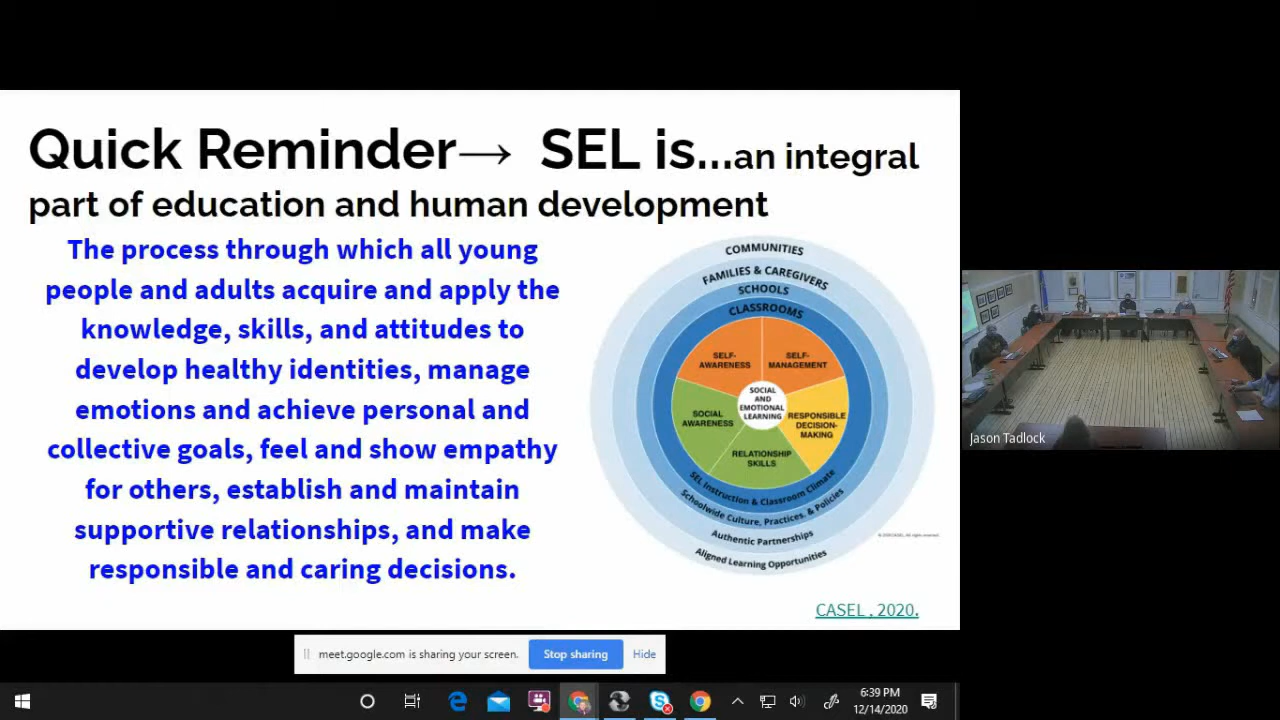 Quick Reminder→ SEL is...an integral
part of education and human development
The process through which all young
people and adults acquire and apply the
knowledge, skills, and attitudes to
develop healthy identities, manage
emotions and achieve personal and
collective goals, feel and show empathy
for others, establish and maintain
supportive relationships, and make
responsible and caring decisions.
COMMUNITIES
FAMILIES & CAREGIVERS
SCHOOLS
CLASSROOMS
SELF-
AWARENESS
SELF-
MANAGEMENT
SOCIAL
AWARENESS
SOCIAL
AND
EMOTIONAL
LEARNING
RESPONSIBLE
DECISION-
MAKING
RELATIONSHIP
SKILLS
SEL Instruction & Classroom Climate
Schoolwide Culture, Practices, & Policies
Authentic Partnerships
Aligned Learning Opportunities
CASEL , 2020.
Jason Tadlock
meet.google.com is sharing your screen.
Stop sharing
Hide
6:39 PM
12/14/2020